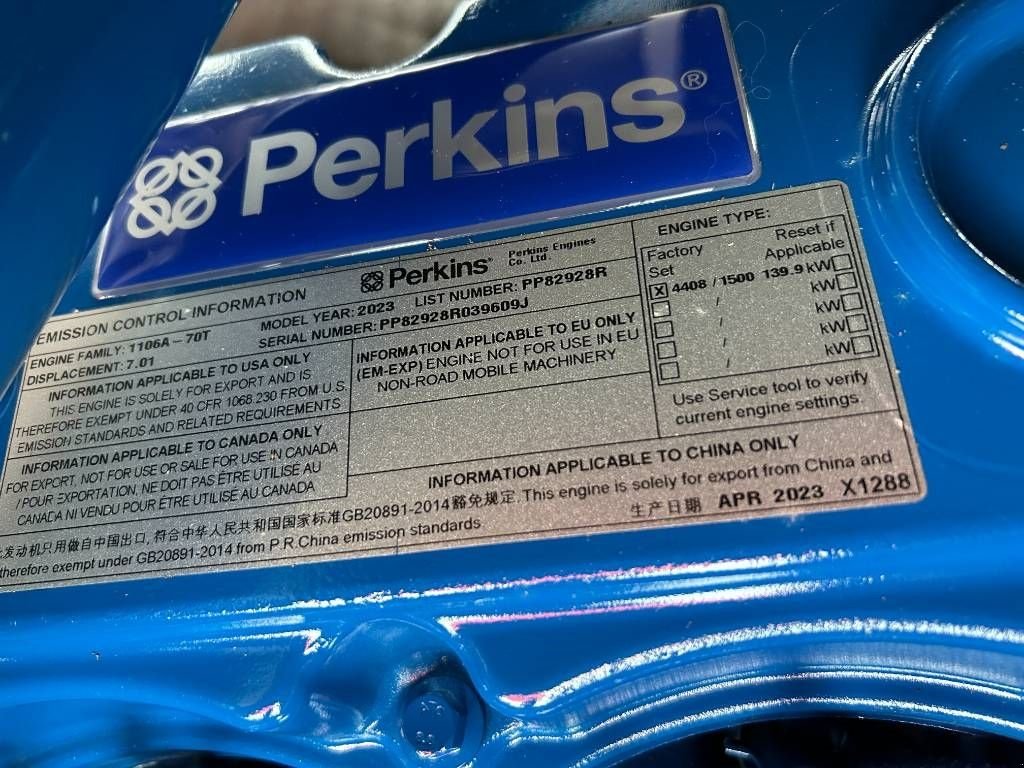 Perkins®
EMISSION CONTROL INFORMATION
Perkins®
Perkins Engines
Co. Ltd.
ENGINE FAMILY: 1106A-70T
MODEL YEAR: 2023 LIST NUMBER: PP82928R
DISPLACEMENT: 7.01
SERIAL NUMBER: PP82928R039609J
INFORMATION APPLICABLE TO USA ONLY
THIS ENGINE IS SOLELY FOR EXPORT AND IS
THEREFORE EXEMPT UNDER 40 CFR 1068.230 FROM U.S.
EMISSION STANDARDS AND RELATED REQUIREMENTS
INFORMATION APPLICABLE TO CANADA ONLY
FOR EXPORT, NOT FOR USE OR SALE FOR USE IN CANADA
/ POUR EXPORTATION, NE DOIT PAS ÊTRE UTILISÉ AU
CANADA NI VENDU POUR ÊTRE UTILISÉ AU CANADA
INFORMATION APPLICABLE TO EU ONLY
(EM-EXP) ENGINE NOT FOR USE IN EU
NON-ROAD MOBILE MACHINERY
ENGINE TYPE:
Factory
Set
Reset if
Applicable
X 4408 / 1500 139.9 kW
/ kW
/ kW
/ kW
/ kW
Use Service tool to verify
current engine settings
INFORMATION APPLICABLE TO CHINA ONLY
发动机只用做自中国出口, 符合中华人民共和国国家标准GB20891-2014豁免规定. This engine is solely for export from China and
therefore exempt under GB20891-2014 from P.R.China emission standards
生产日期 APR 2023 X1288